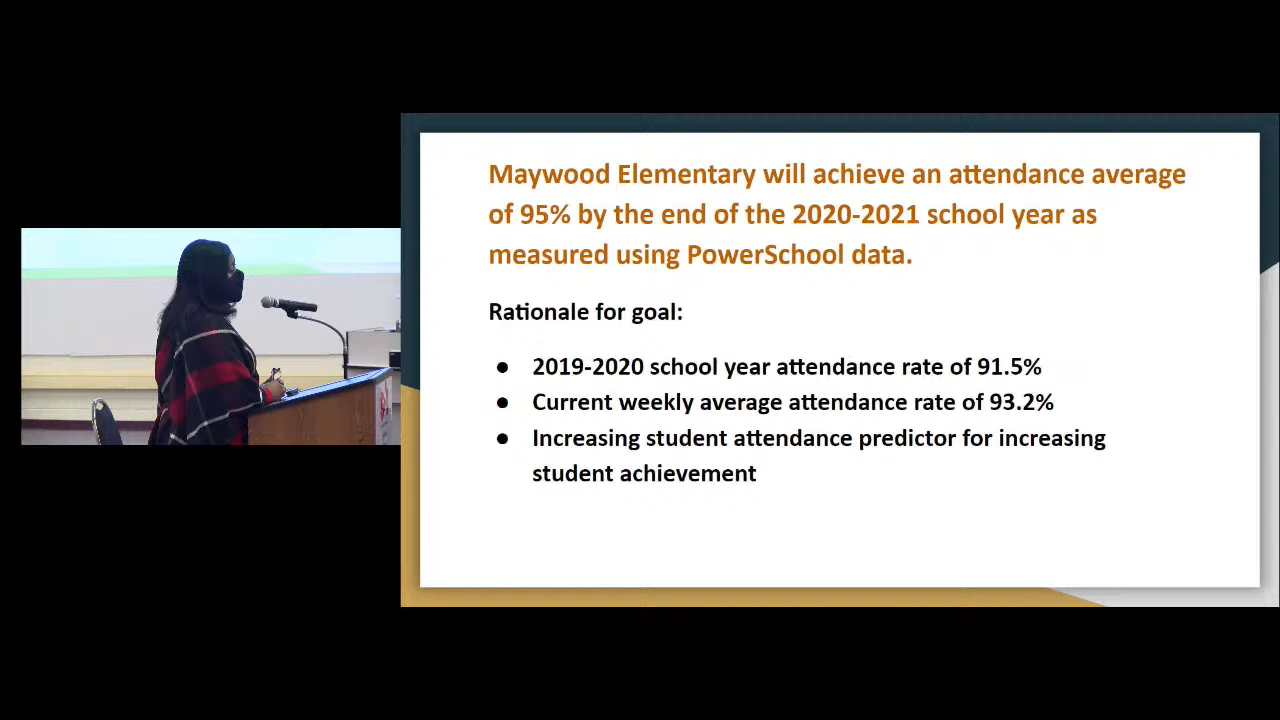 Maywood Elementary will achieve an attendance average
of 95% by the end of the 2020-2021 school year as
measured using PowerSchool data.
Rationale for goal:
● 2019-2020 school year attendance rate of 91.5%
● Current weekly average attendance rate of 93.2%
● Increasing student attendance predictor for increasing
student achievement